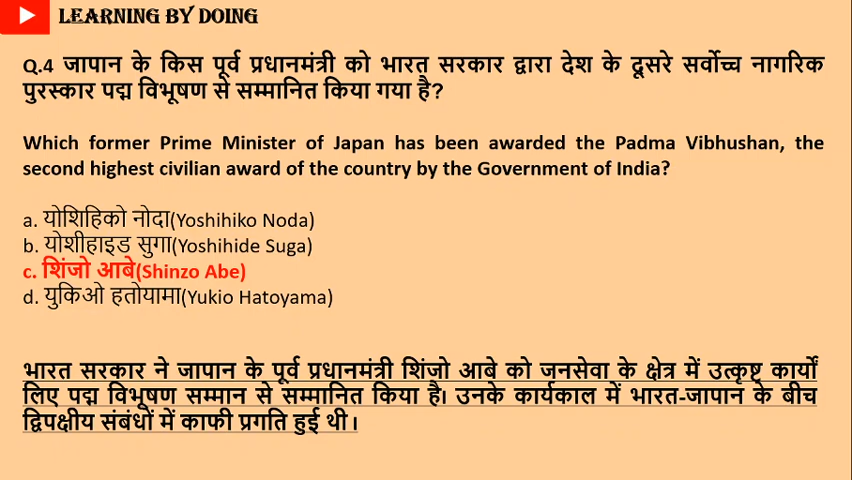 LEARNING BY DOING
Q.4 जापान के किस पूर्व प्रधानमंत्री को भारत सरकार द्वारा देश के दूसरे सर्वोच्च नागरिक
पुरस्कार पद्म विभूषण से सम्मानित किया गया है?
Which former Prime Minister of Japan has been awarded the Padma Vibhushan, the
second highest civilian award of the country by the Government of India?
a. योशिहिको नोदा(Yoshihiko Noda)
b. योशीहाइड सुगा(Yoshihide Suga)
c. शिंजो आबे(Shinzo Abe)
d. युकिओ हतोयामा(Yukio Hatoyama)
भारत सरकार ने जापान के पूर्व प्रधानमंत्री शिंजो आबे को जनसेवा के क्षेत्र में उत्कृष्ट कार्यों
लिए पद्म विभूषण सम्मान से सम्मानित किया है। उनके कार्यकाल में भारत-जापान के बीच
द्विपक्षीय संबंधों में काफी प्रगति हुई थी।